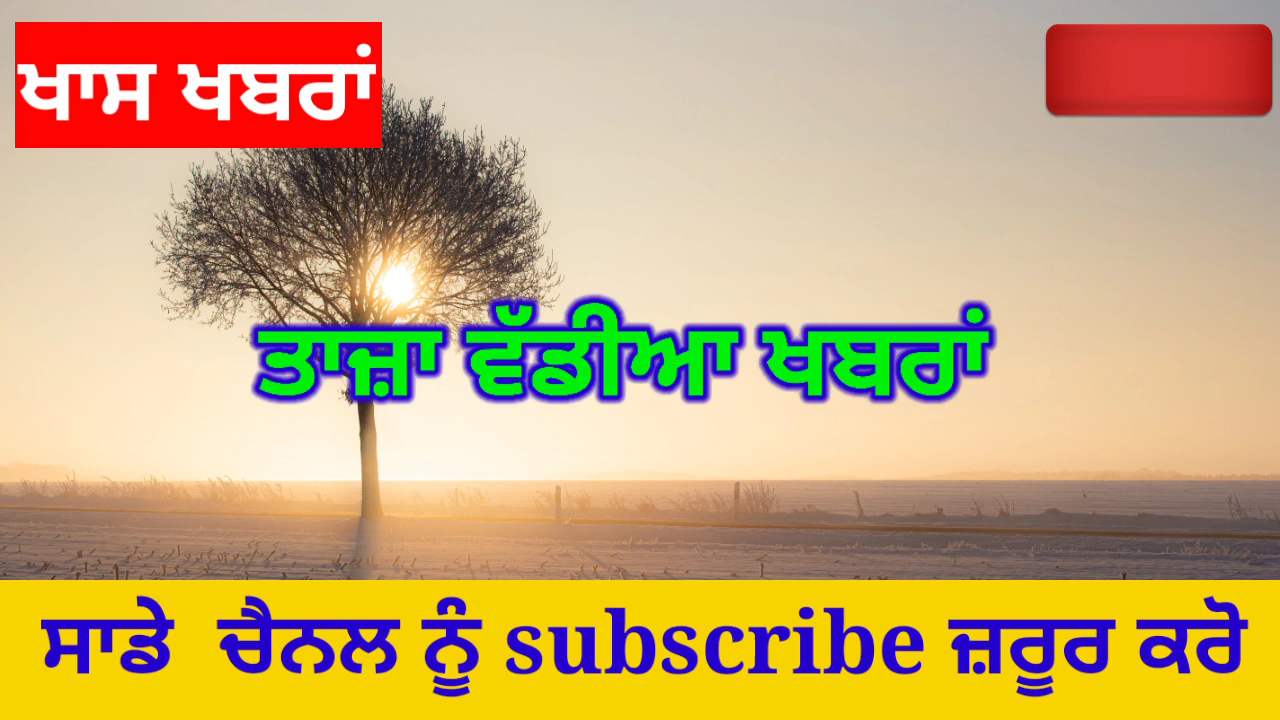 ਖਾਸ ਖਬਰਾਂ
ਤਾਜ਼ਾ ਵੱਡੀਆ ਖਬਰਾਂ
ਸਾਡੇ ਚੈਨਲ ਨੂੰ subscribe ਜ਼ਰੂਰ ਕਰੋ